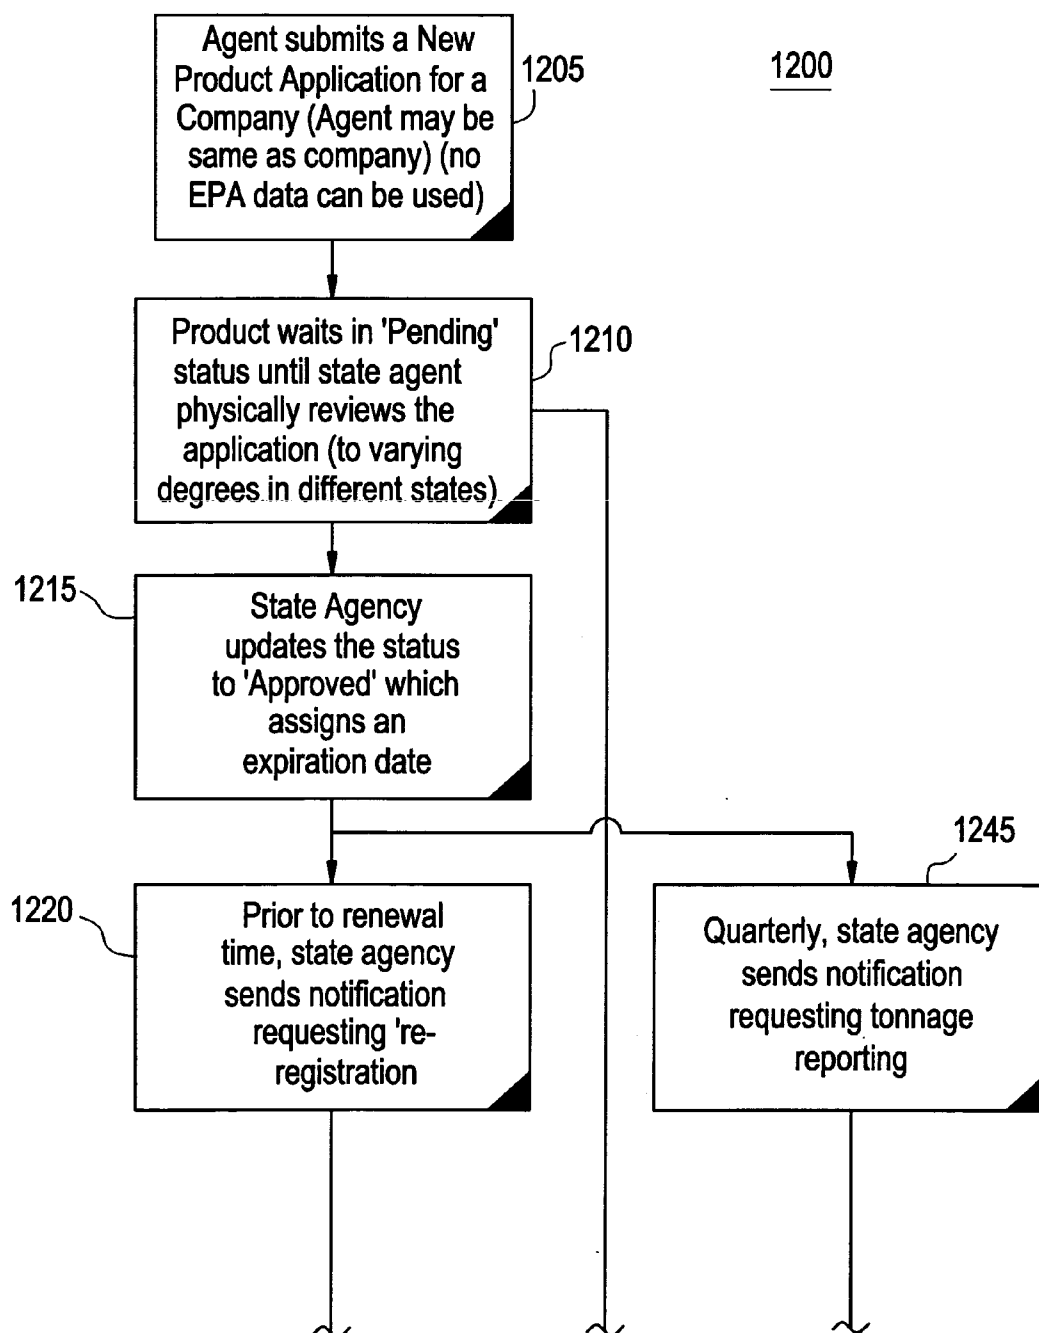 Agent submits a New
Product Application for a
Company (Agent may be
same as company) (no
EPA data can be used)
1205
1200
Product waits in 'Pending'
status until state agent
physically reviews the
application (to varying
degrees in different states)
1210
1215
State Agency
updates the status
to 'Approved' which
assigns an
expiration date
1220
Prior to renewal
time, state agency
sends notification
requesting 're-
registration
1245
Quarterly, state agency
sends notification
requesting tonnage
reporting